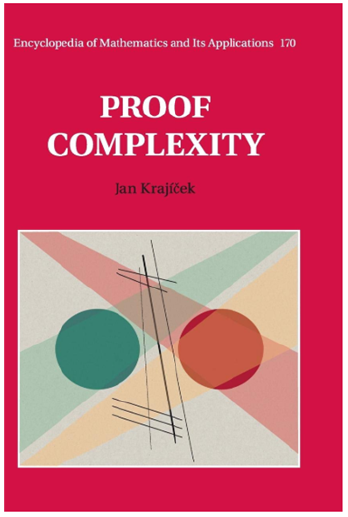 Encyclopedia of Mathematics and Its Applications 170
PROOF
COMPLEXITY
Jan Krajíček